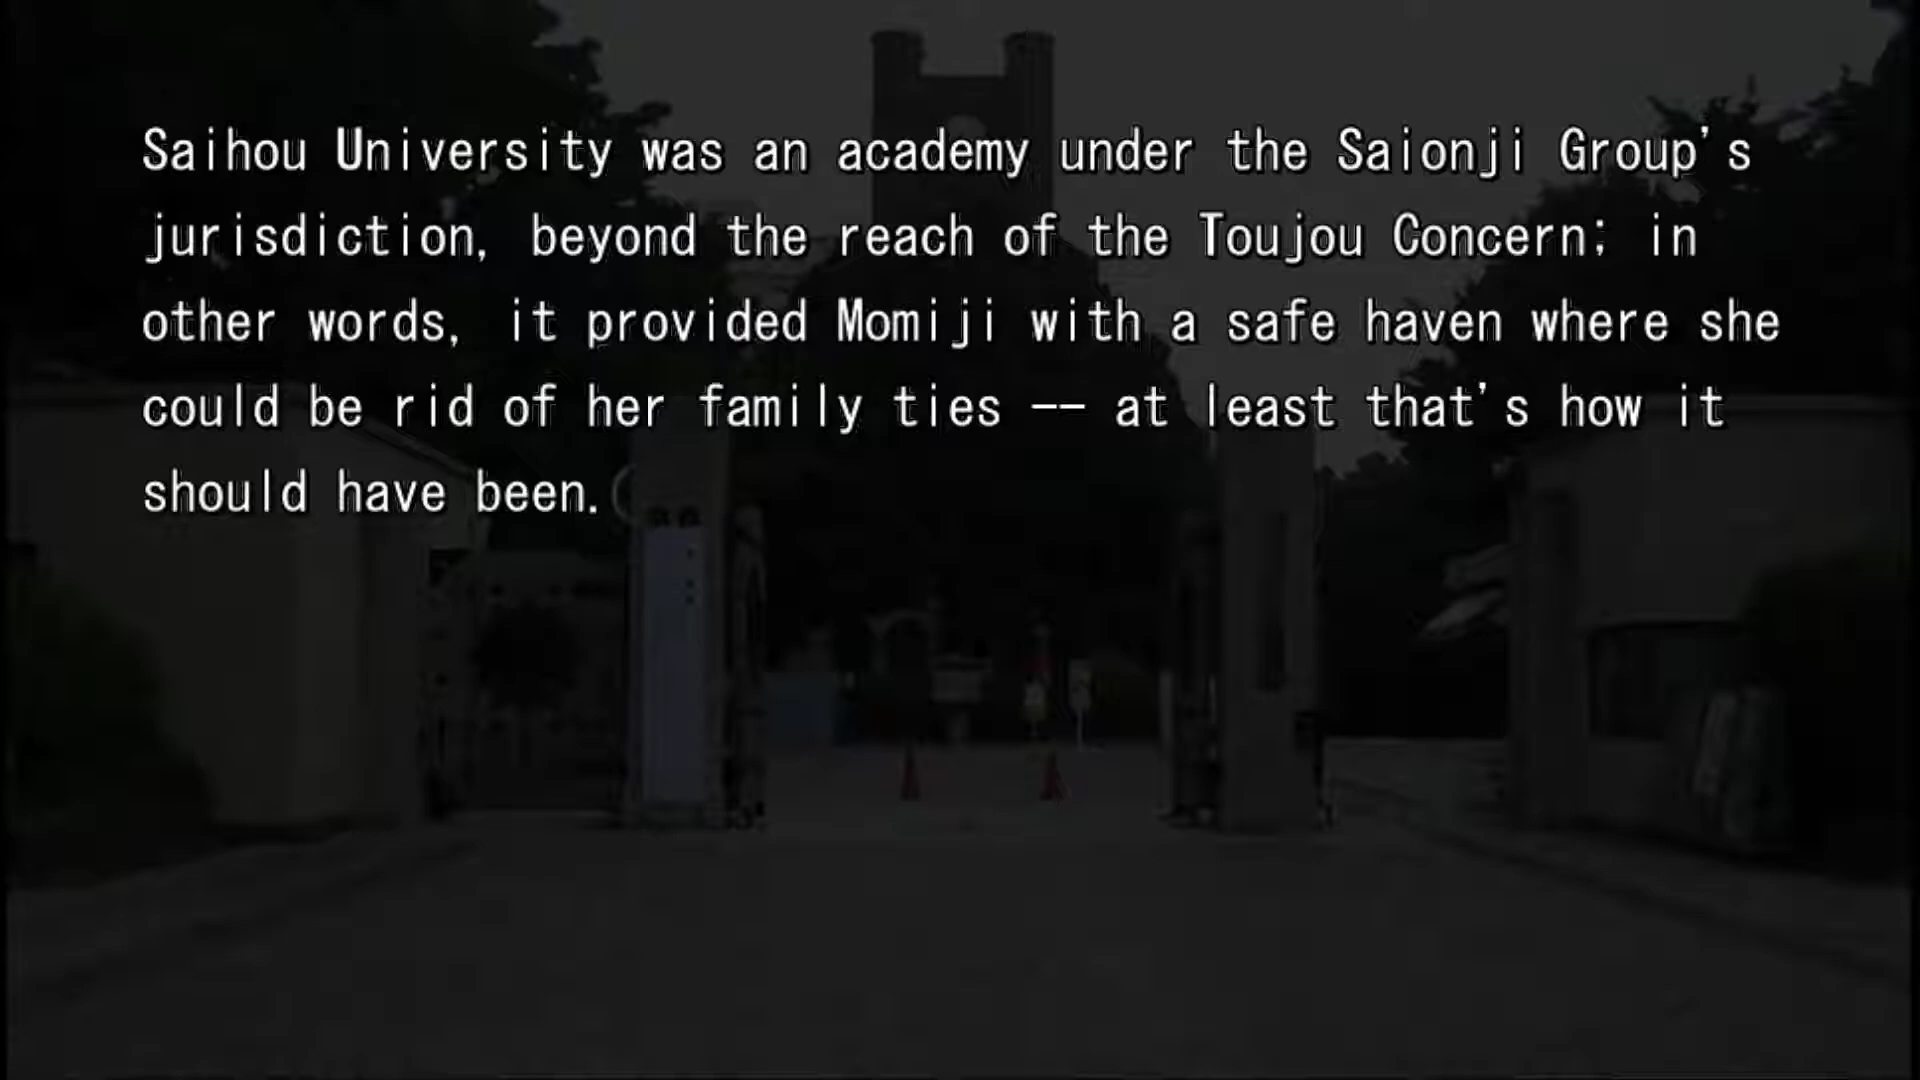 Saihou University was an academy under the Saionji Group's
jurisdiction, beyond the reach of the Toujou Concern; in
other words, it provided Momiji with a safe haven where she
could be rid of her family ties -- at least that's how it
should have been.